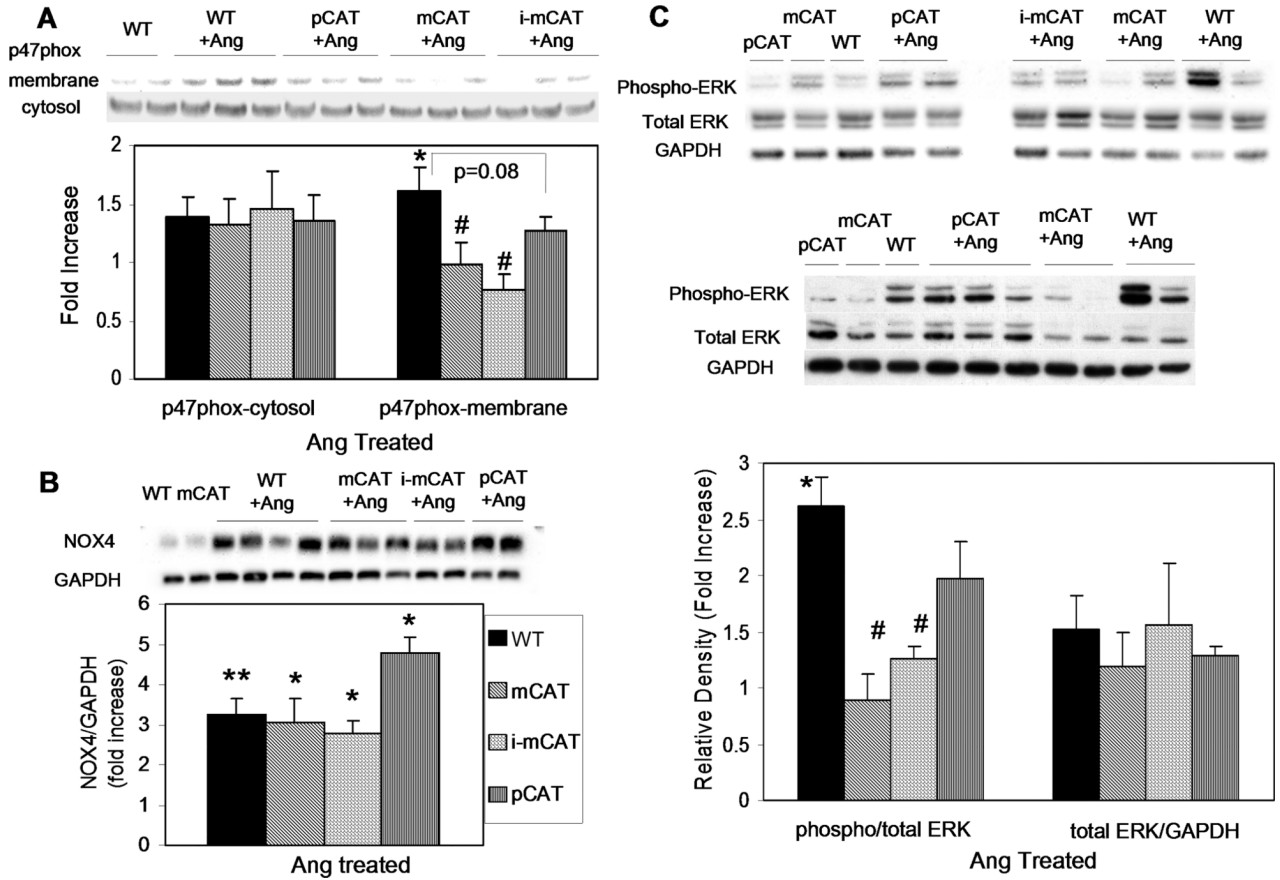 A
WT
WT
+Ang
pCAT
+Ang
mCAT
+Ang
i-mCAT
+Ang
p47phox
membrane
cytosol
2
1.5
1
0.5
0
Fold Increase
*
p=0.08
#
#
p47phox-cytosol
p47phox-membrane
Ang Treated
B
WT mCAT
WT
+Ang
mCAT
+Ang
i-mCAT
+Ang
pCAT
+Ang
NOX4
GAPDH
6
5
4
3
2
1
0
NOX4/GAPDH
(fold increase)
**
*
*
*
WT
mCAT
i-mCAT
pCAT
Ang treated
C
mCAT
pCAT
WT
pCAT
+Ang
i-mCAT
+Ang
mCAT
+Ang
WT
+Ang
Phospho-ERK
Total ERK
GAPDH
mCAT
pCAT
WT
pCAT
+Ang
mCAT
+Ang
WT
+Ang
Phospho-ERK
Total ERK
GAPDH
3
2.5
2
1.5
1
0.5
0
Relative Density (Fold Increase)
*
#
#
phospho/total ERK
total ERK/GAPDH
Ang Treated